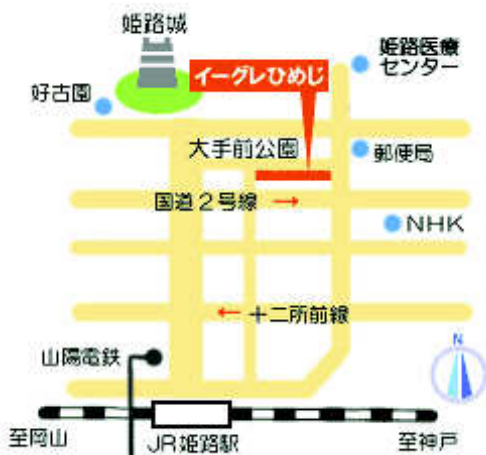 姫路城
イーグレひめじ
姫路医療
センター
好古園
大手前公園
郵便局
国道2号線 →
NHK
← 十二所前線
山陽電鉄
N
至岡山
JR姫路駅
至神戸